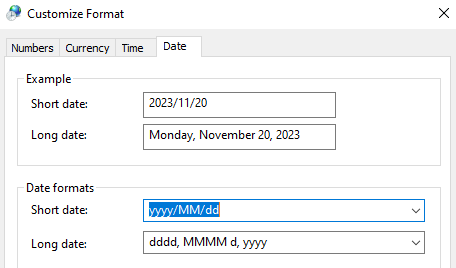 Customize Format
Numbers Currency Time Date
Example
Short date: 2023/11/20
Long date: Monday, November 20, 2023
Date formats
Short date: yyyy/MM/dd
Long date: dddd, MMMM d, yyyy